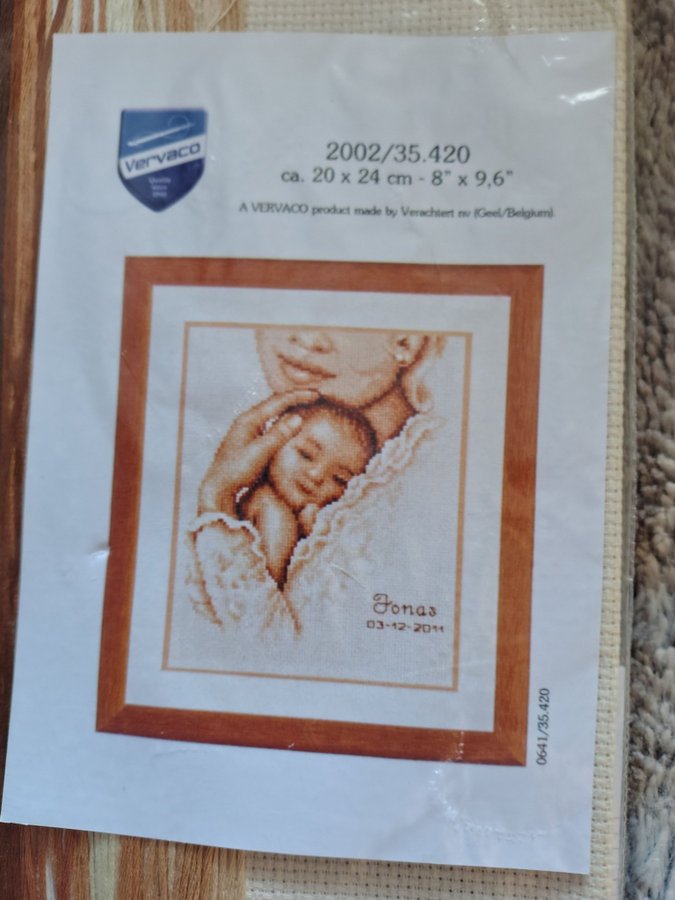 Vervaco
2002/35.420
ca. 20 x 24 cm - 8" x 9,6"
A VERVACO product made by Verachtert nv (Geel/Belgium).
Jonas
03-12-2011
0641/35.420